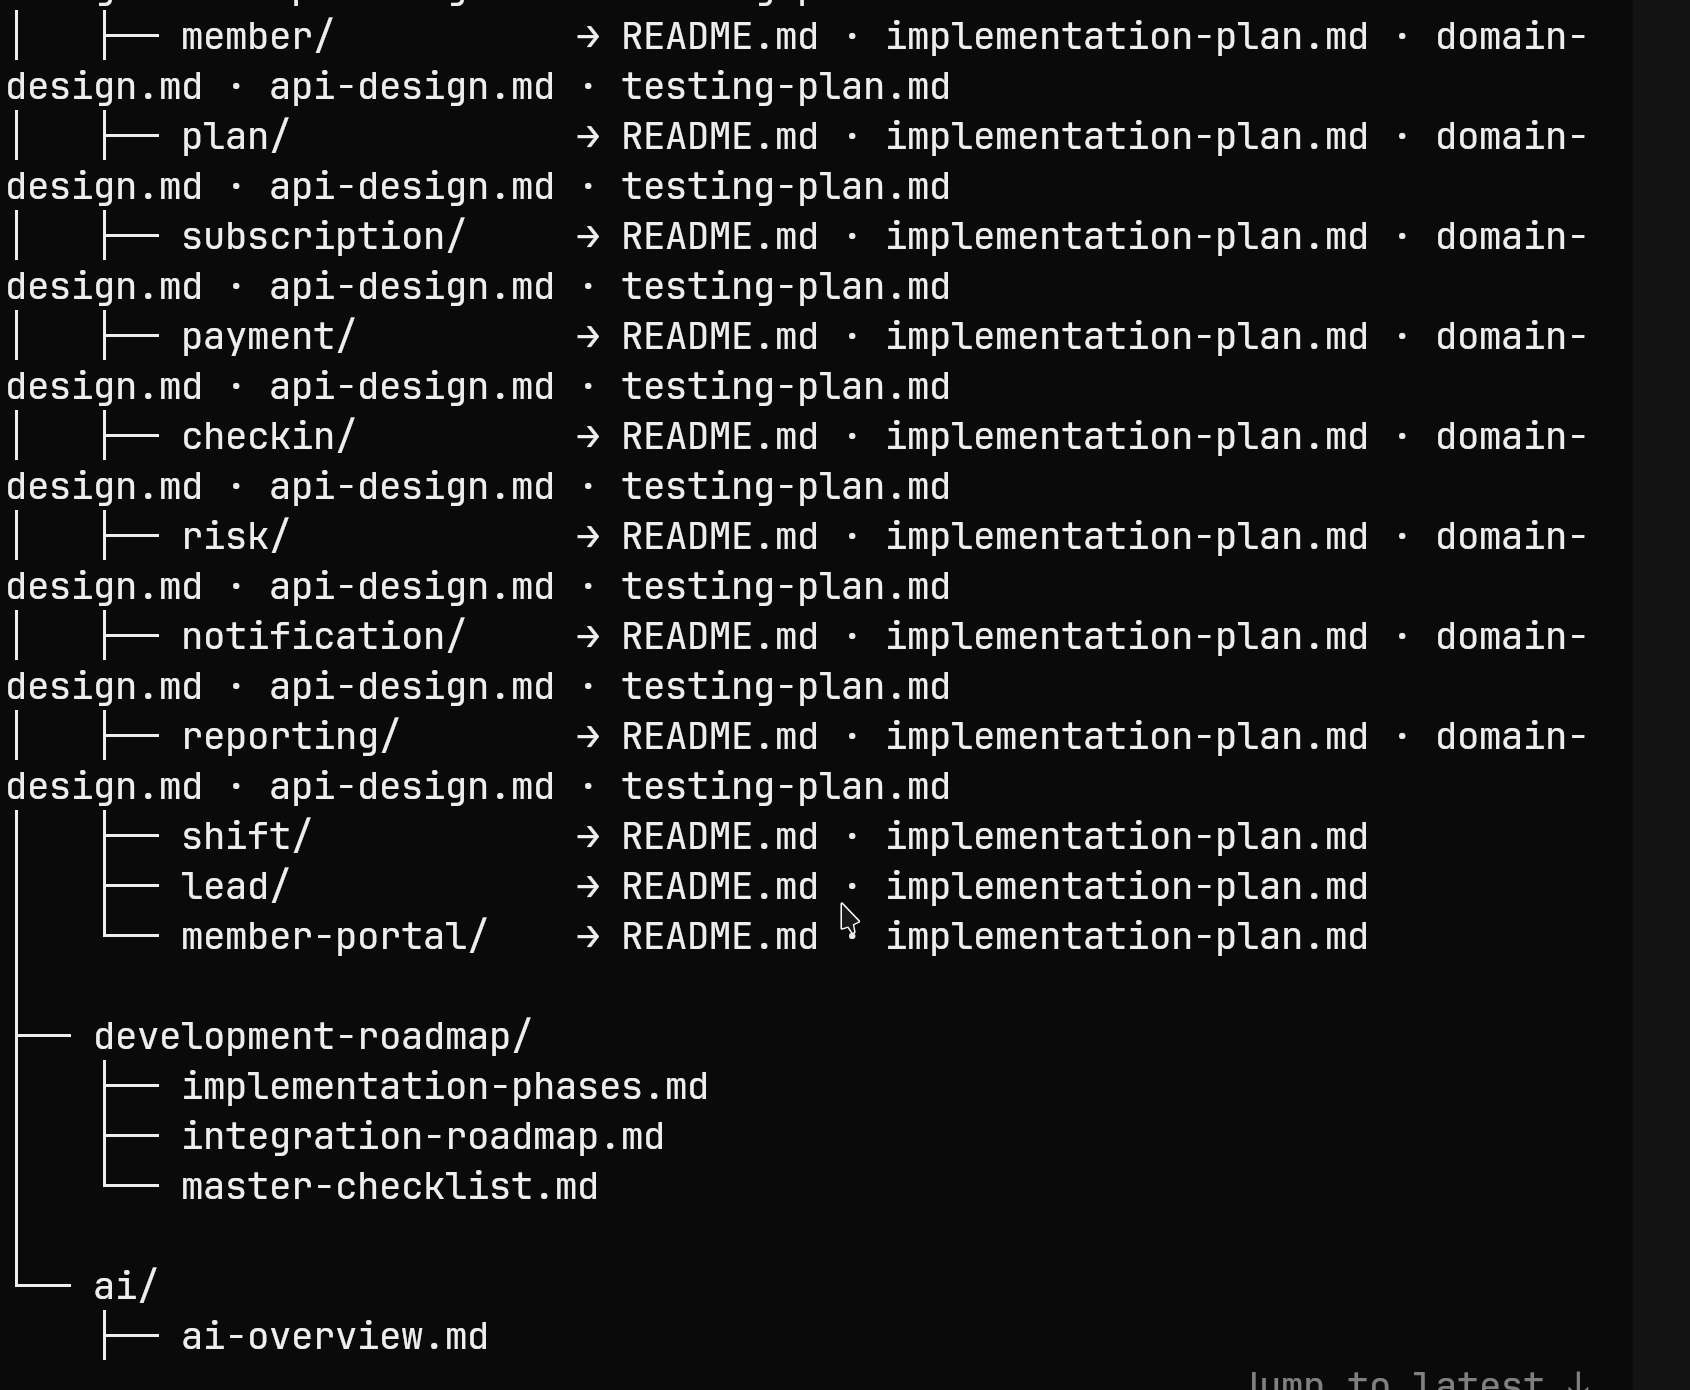 │   ├── member/           → README.md · implementation-plan.md · domain-
design.md · api-design.md · testing-plan.md
│   ├── plan/             → README.md · implementation-plan.md · domain-
design.md · api-design.md · testing-plan.md
│   ├── subscription/     → README.md · implementation-plan.md · domain-
design.md · api-design.md · testing-plan.md
│   ├── payment/          → README.md · implementation-plan.md · domain-
design.md · api-design.md · testing-plan.md
│   ├── checkin/          → README.md · implementation-plan.md · domain-
design.md · api-design.md · testing-plan.md
│   ├── risk/             → README.md · implementation-plan.md · domain-
design.md · api-design.md · testing-plan.md
│   ├── notification/     → README.md · implementation-plan.md · domain-
design.md · api-design.md · testing-plan.md
│   ├── reporting/        → README.md · implementation-plan.md · domain-
design.md · api-design.md · testing-plan.md
│   ├── shift/            → README.md · implementation-plan.md
│   ├── lead/             → README.md · implementation-plan.md
│   └── member-portal/    → README.md · implementation-plan.md
│
├── development-roadmap/
│   ├── implementation-phases.md
│   ├── integration-roadmap.md
│   └── master-checklist.md
│
└── ai/
    ├── ai-overview.md
Jump to latest ↓